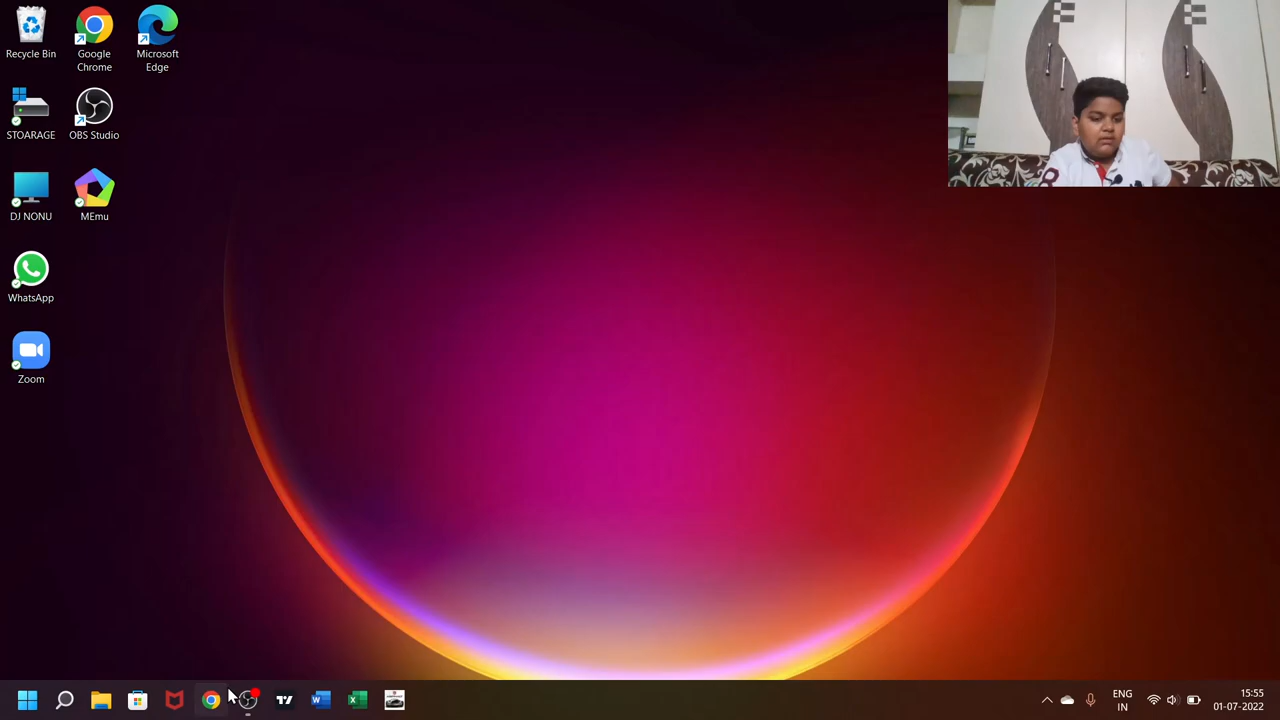 Recycle Bin
Google
Chrome
Microsoft
Edge
STOARAGE
OBS Studio
DJ NONU
MEmu
WhatsApp
Zoom
ENG
IN
15:55
01-07-2022